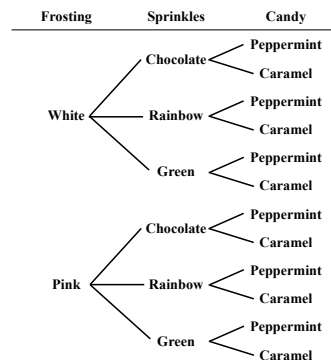 Frosting Sprinkles Candy
Peppermint
Chocolate
Caramel
Peppermint
White Rainbow
Caramel
Peppermint
Green
Caramel
Peppermint
Chocolate
Caramel
Peppermint
Pink Rainbow
Caramel
Peppermint
Green
Caramel